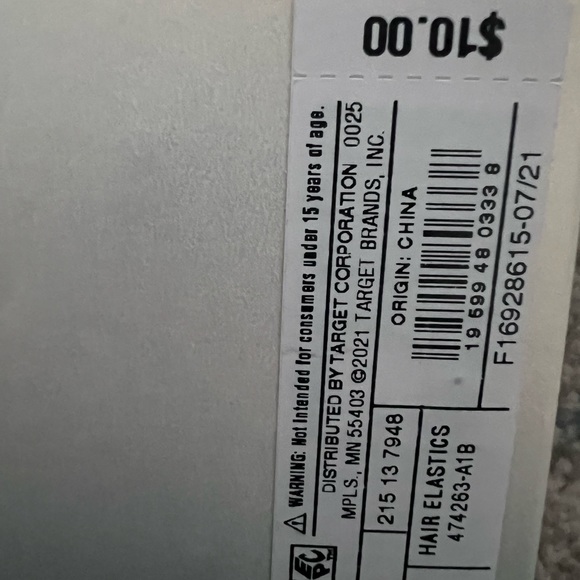 $10.00
⚠ WARNING: Not Intended for consumers under 15 years of age.
DISTRIBUTED BY TARGET CORPORATION 0025
MPLS., MN 55403 ©2021 TARGET BRANDS, INC.
215 13 7948
ORIGIN: CHINA
19 599 48 0333 8
HAIR ELASTICS
474263-A1B
F16928615-07/21
EPC™